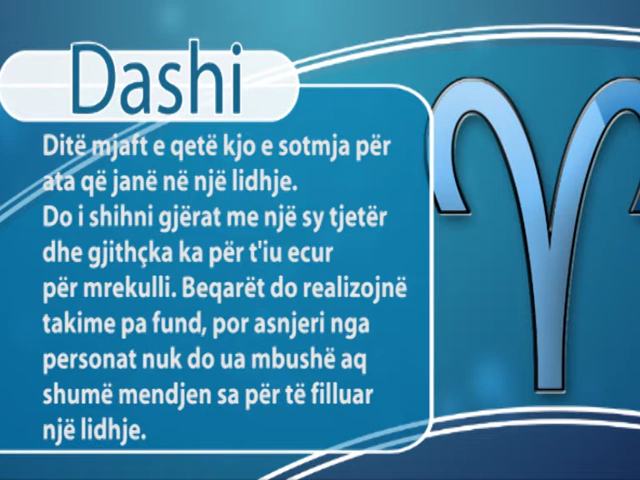 Dashi
Ditë mjaft e qetë kjo e sotmja për
ata që janë në një lidhje.
Do i shihni gjërat me një sy tjetër
dhe gjithçka ka për t'iu ecur
për mrekulli. Beqarët do realizojnë
takime pa fund, por asnjeri nga
personat nuk do ua mbushë aq
shumë mendjen sa për të filluar
një lidhje.